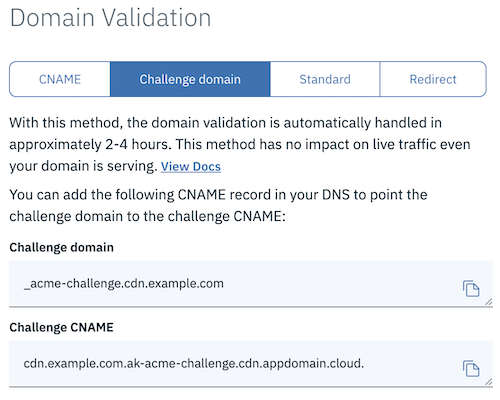 Domain Validation
CNAME Challenge domain Standard Redirect
With this method, the domain validation is automatically handled in
approximately 2-4 hours. This method has no impact on live traffic even
your domain is serving. View Docs
You can add the following CNAME record in your DNS to point the
challenge domain to the challenge CNAME:
Challenge domain
_acme-challenge.cdn.example.com
Challenge CNAME
cdn.example.com.ak-acme-challenge.cdn.appdomain.cloud.